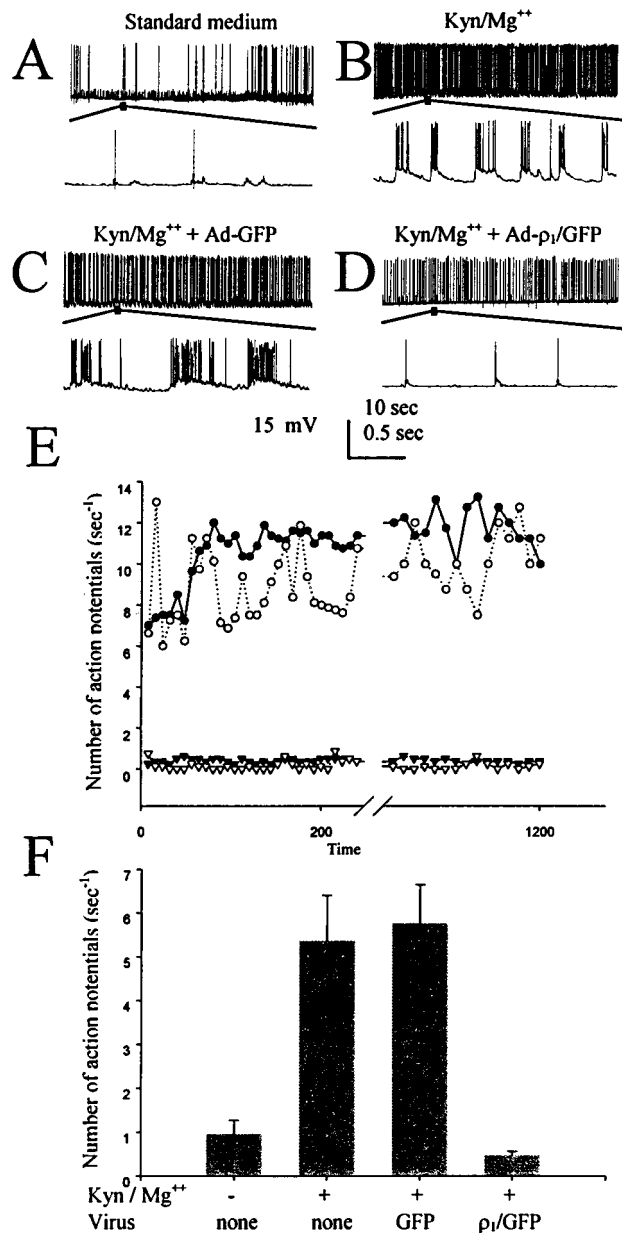 A
Standard medium
B
Kyn/Mg++
C
Kyn/Mg++ + Ad-GFP
D
Kyn/Mg++ + Ad-ρ1/GFP
15 mV
10 sec
0.5 sec
E
Number of action potentials (sec-1)
14
12
10
8
6
4
2
0
0
200
1200
Time
F
Number of action potentials (sec-1)
7
6
5
4
3
2
1
0
Kyn / Mg++ - + + +
Virus none none GFP ρ1/GFP